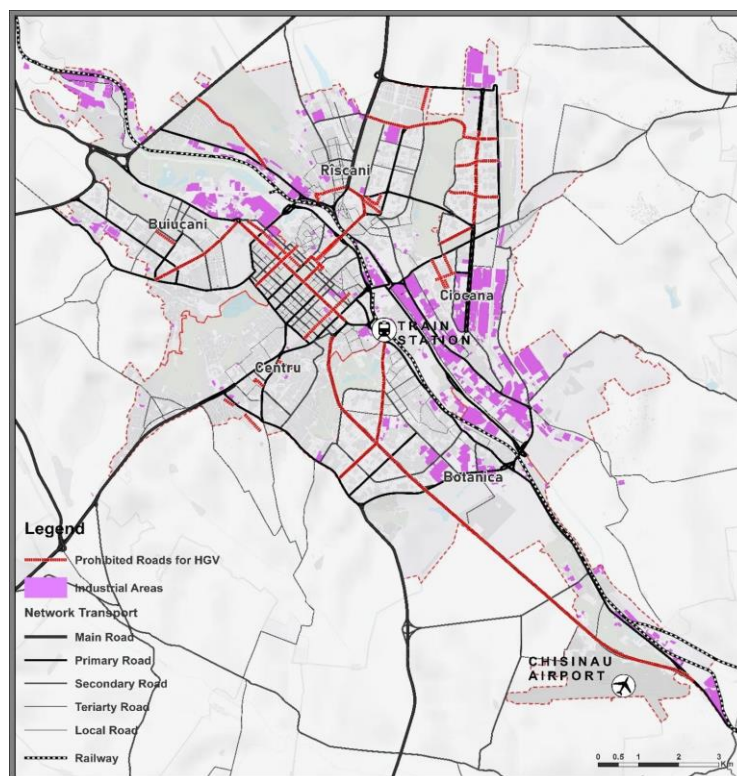 Riscani
Buiucani
Ciocana
TRAIN
STATION
Centru
Botanica
Legend
Prohibited Roads for HGV
Industrial Areas
Network Transport
Main Road
Primary Road
Secondary Road
Teriarty Road
Local Road
Railway
CHISINAU
AIRPORT
0 0.5 1 2 3
Km